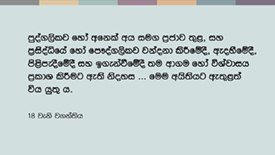 පුද්ගලිකව හෝ අනෙක් අය සමග ප්‍රජාව තුළ, සහ
ප්‍රසිද්ධියේ හෝ පෞද්ගලිකව වන්දනා කිරීමේදී, ඇදහීමේදී,
පිළිපැදීමේදී සහ ඉගැන්වීමේදී තම ආගම හෝ විශ්වාසය
ප්‍රකාශ කිරීමට ඇති නිදහස ... මෙම අයිතියට ඇතුළත්
විය යුතු ය.
18 වැනි වගන්තිය